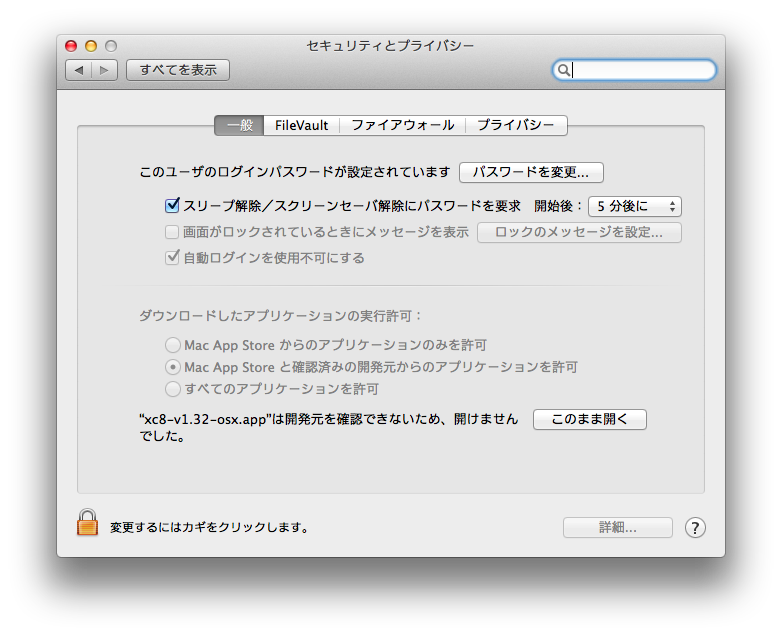 セキュリティとプライバシー
すべてを表示
一般 FileVault ファイアウォール プライバシー
このユーザのログインパスワードが設定されています パスワードを変更...
スリープ解除／スクリーンセーバ解除にパスワードを要求 開始後： 5 分後に
画面がロックされているときにメッセージを表示 ロックのメッセージを設定...
自動ログインを使用不可にする
ダウンロードしたアプリケーションの実行許可：
Mac App Store からのアプリケーションのみを許可
Mac App Store と確認済みの開発元からのアプリケーションを許可
すべてのアプリケーションを許可
“xc8-v1.32-osx.app”は開発元を確認できないため、開けません このまま開く
でした。
変更するにはカギをクリックします。 詳細... ?